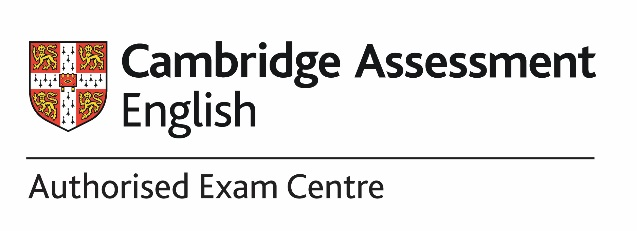 Cambridge Assessment
English
Authorised Exam Centre